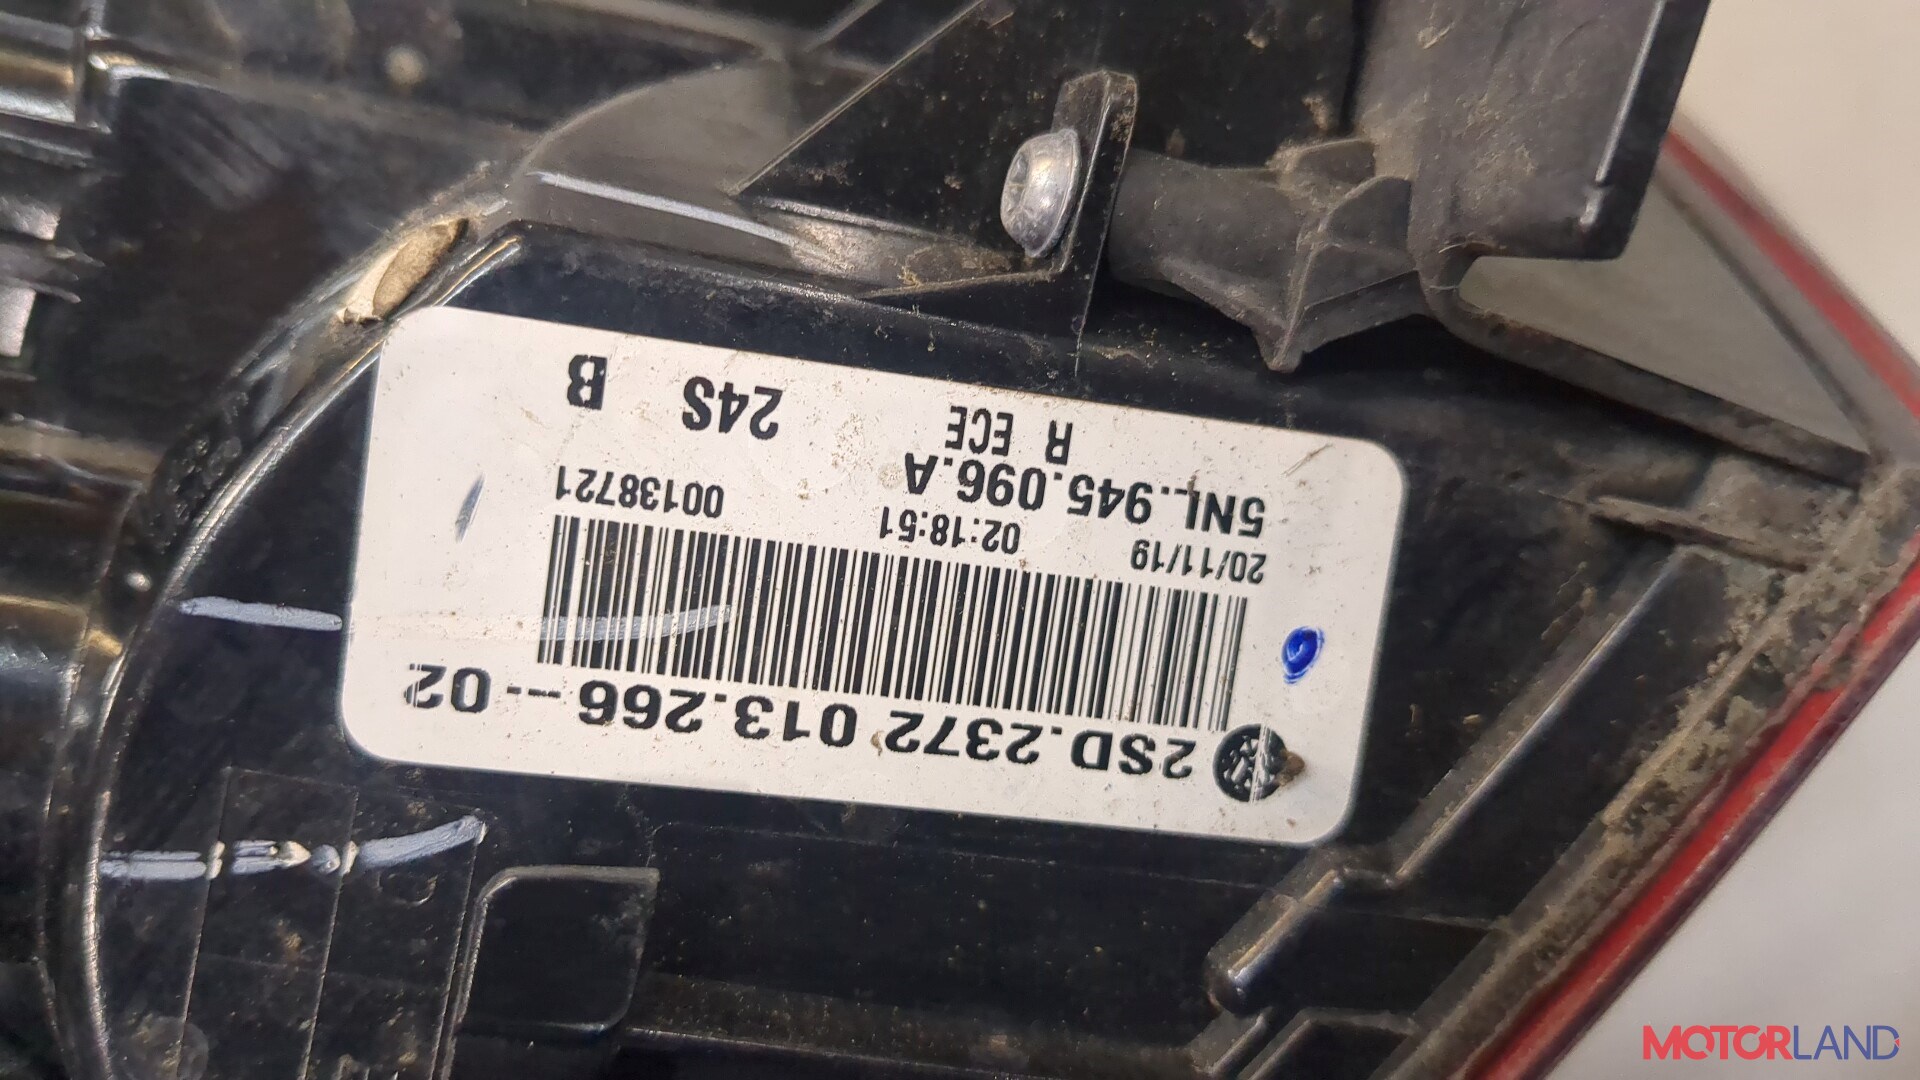 2SD.2372 013.266 -- 02
20/11/19 02:18:51 00138721
5NL.945.096.A
R ECE 24S B
MOTORLAND